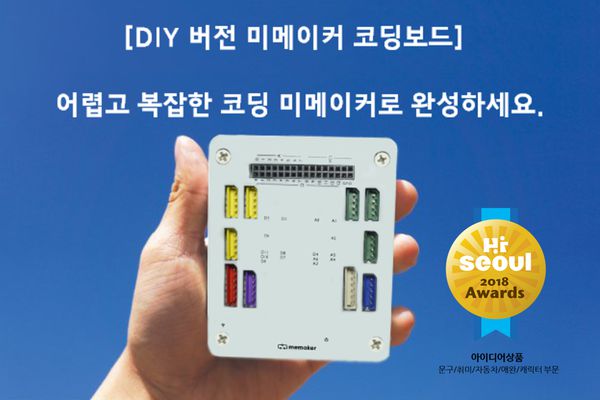 [DIY 버전 미메이커 코딩보드]
어렵고 복잡한 코딩 미메이커로 완성하세요.
Hi
seoul
2018
Awards
memaker
아이디어상품
문구/취미/자동차/애완/캐릭터 부문